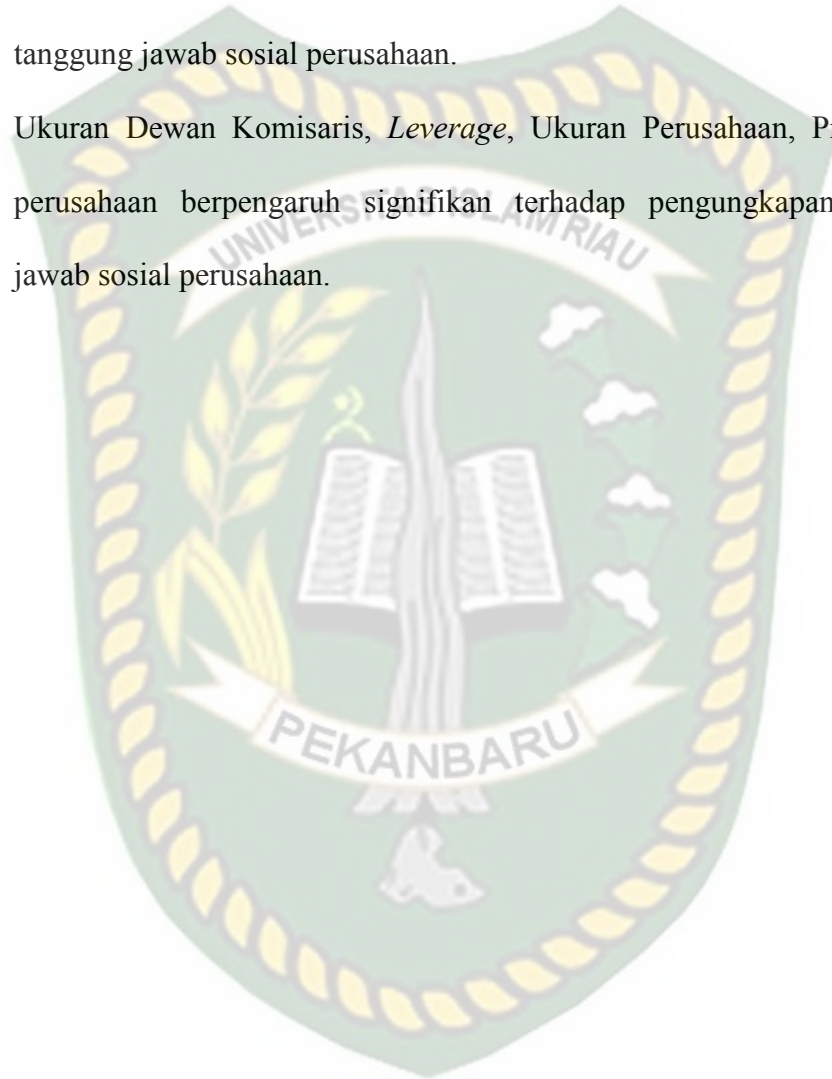 tanggung jawab sosial perusahaan.
Ukuran Dewan Komisaris, Leverage, Ukuran Perusahaan,
perusahaan berpengaruh signifikan terhadap pengungkapan
jawab sosial perusahaan.
UNIVERSITAS ISLAM RIAU
PEKANBARU